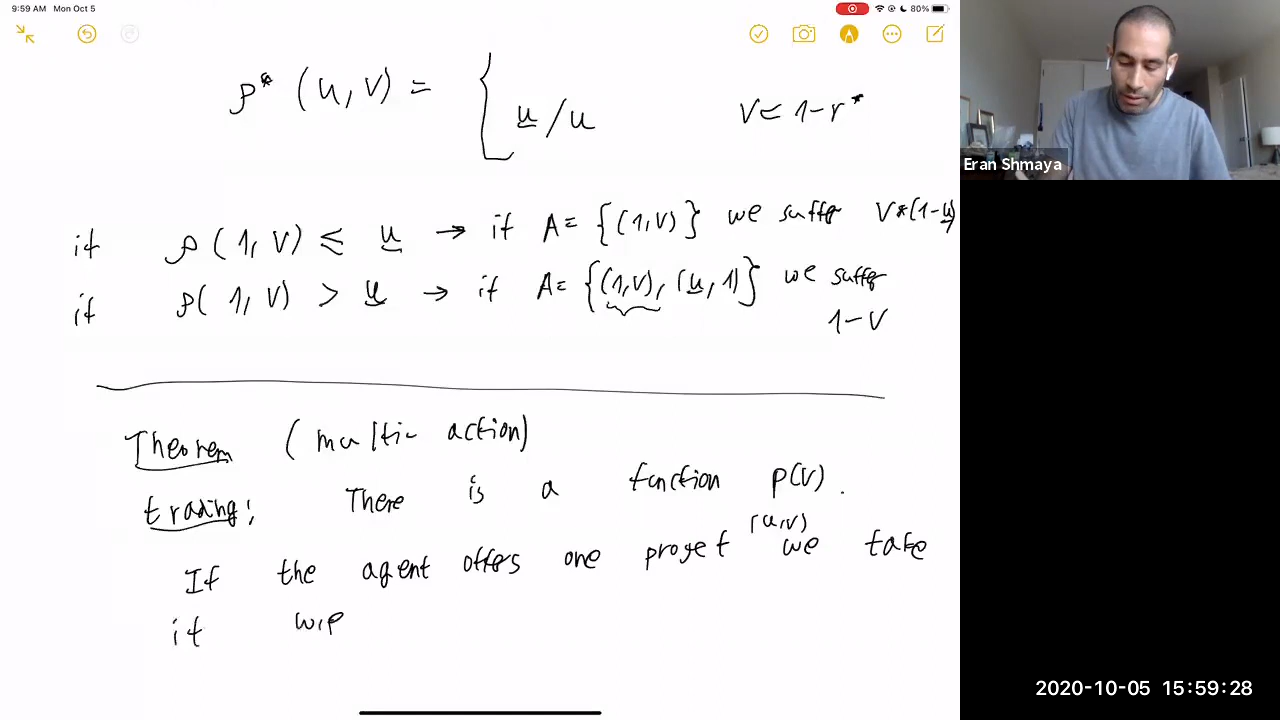 9:59 AM Mon Oct 5
80%
ρ* (u, v) = {
u/u v < 1-r*
if ρ(1, v) ≤ u → if A = {(1,v)} we suffer v*(1-u)
if ρ(1, v) > u → if A = {(1,v), (u,1)} we suffer
1-v
Theorem (multi- action)
trading: There is a function p(v).
(u,v)
If the agent offers one project we take
it w.p
Eran Shmaya
2020-10-05 15:59:28